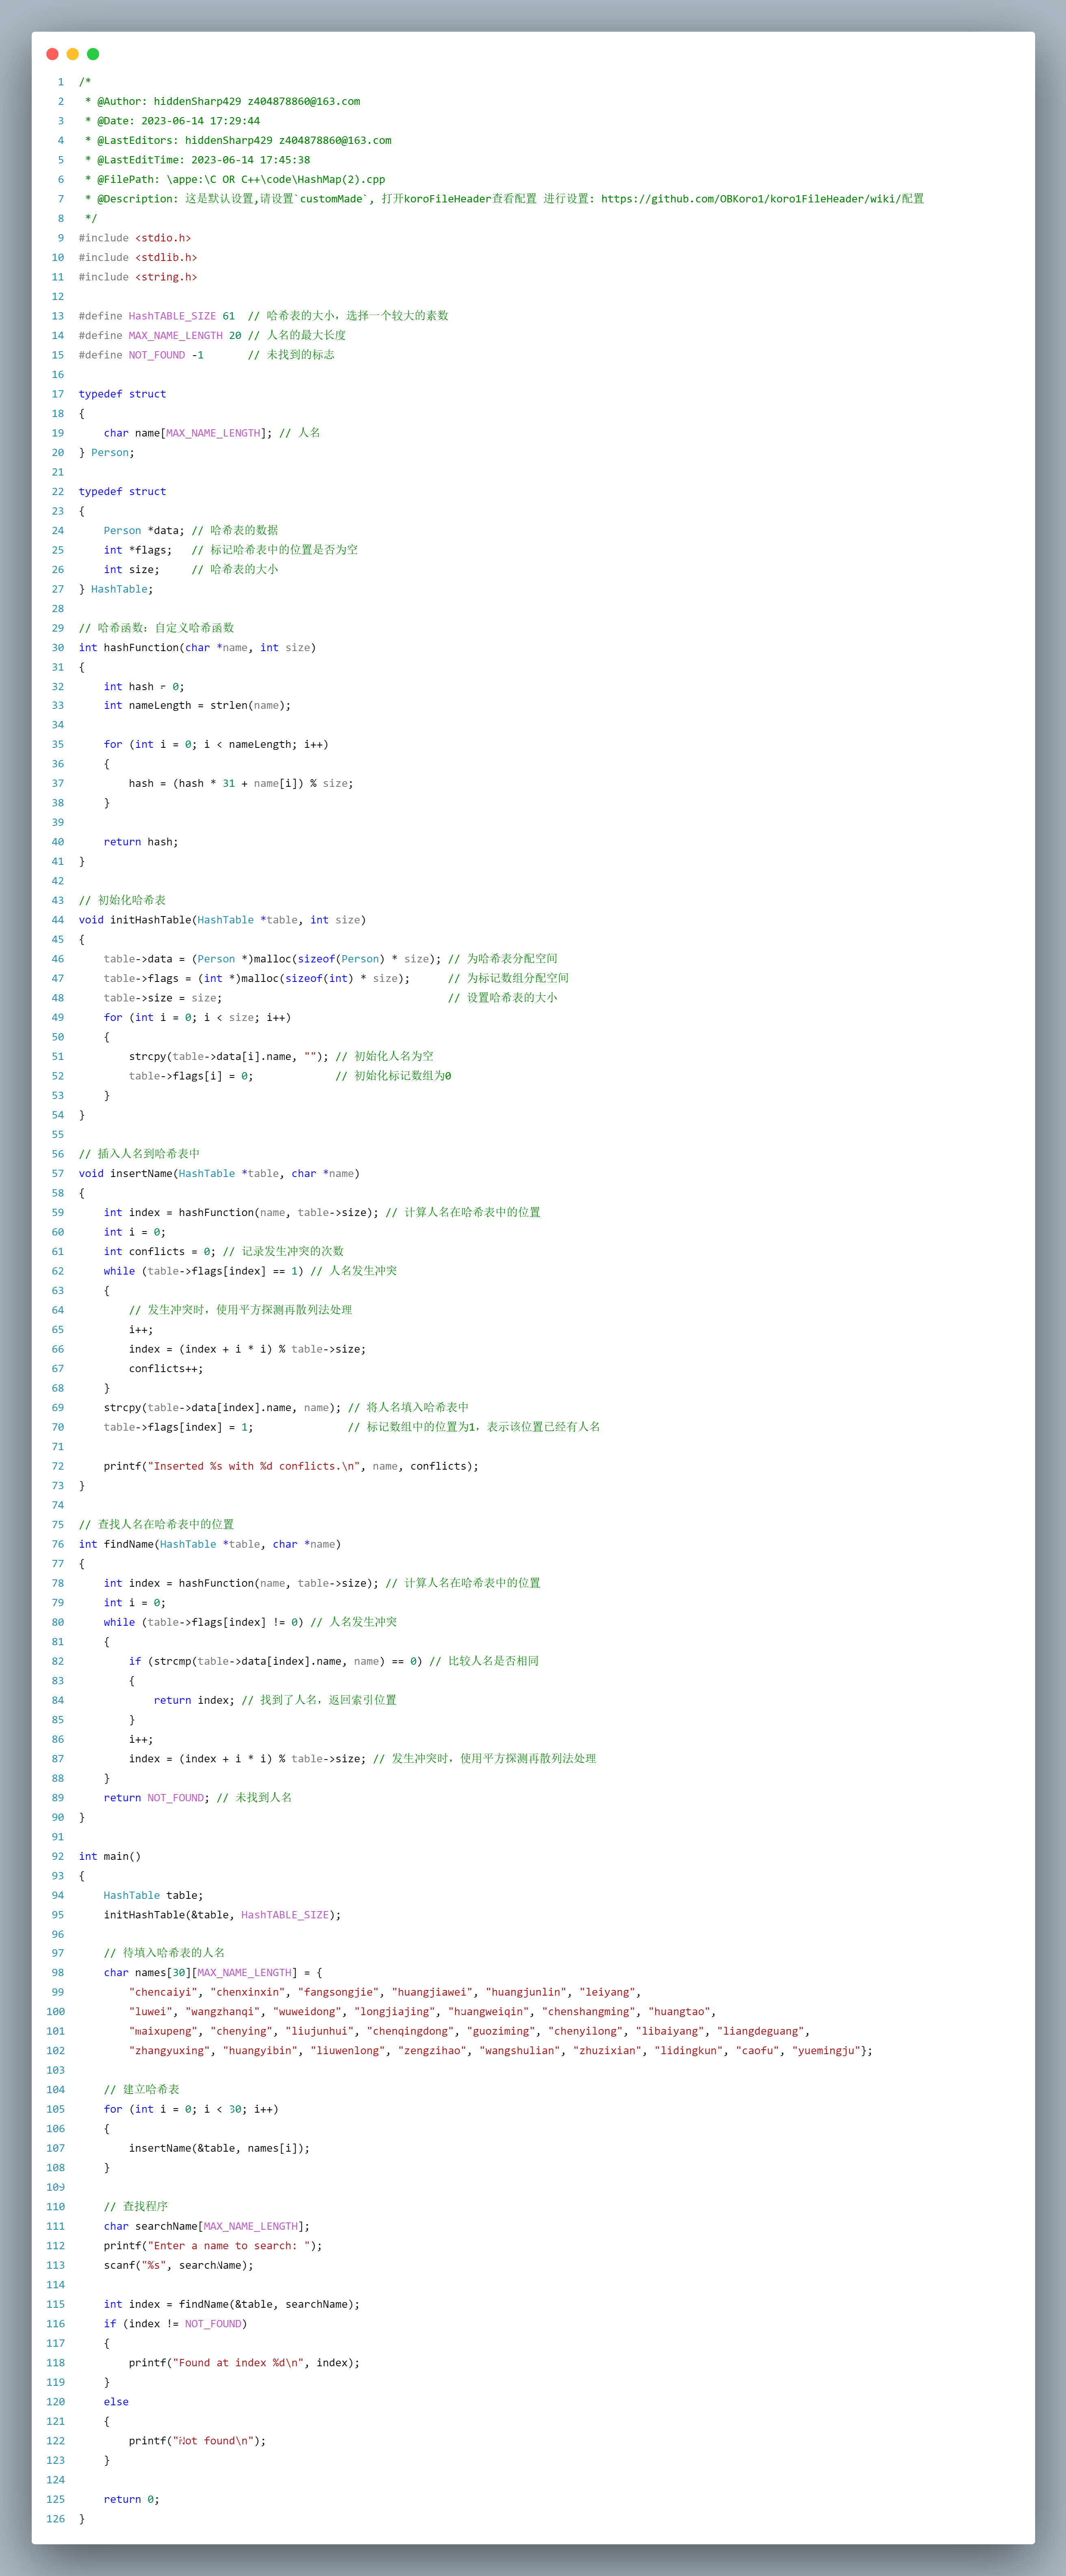 1 /*
2  * @Author: hiddenSharp429 z404878860@163.com
3  * @Date: 2023-06-14 17:29:44
4  * @LastEditors: hiddenSharp429 z404878860@163.com
5  * @LastEditTime: 2023-06-14 17:45:38
6  * @FilePath: \appe:\C OR C++\code\HashMap(2).cpp
7  * @Description: 这是默认设置,请设置`customMade`, 打开koroFileHeader查看配置 进行设置: https://github.com/OBKoro1/koro1FileHeader/wiki/配置
8  */
9 #include <stdio.h>
10 #include <stdlib.h>
11 #include <string.h>
12
13 #define HashTABLE_SIZE 61  // 哈希表的大小，选择一个较大的素数
14 #define MAX_NAME_LENGTH 20 // 人名的最大长度
15 #define NOT_FOUND -1       // 未找到的标志
16
17 typedef struct
18 {
19     char name[MAX_NAME_LENGTH]; // 人名
20 } Person;
21
22 typedef struct
23 {
24     Person *data; // 哈希表的数据
25     int *flags;   // 标记哈希表中的位置是否为空
26     int size;     // 哈希表的大小
27 } HashTable;
28
29 // 哈希函数：自定义哈希函数
30 int hashFunction(char *name, int size)
31 {
32     int hash = 0;
33     int nameLength = strlen(name);
34
35     for (int i = 0; i < nameLength; i++)
36     {
37         hash = (hash * 31 + name[i]) % size;
38     }
39
40     return hash;
41 }
42
43 // 初始化哈希表
44 void initHashTable(HashTable *table, int size)
45 {
46     table->data = (Person *)malloc(sizeof(Person) * size); // 为哈希表分配空间
47     table->flags = (int *)malloc(sizeof(int) * size);      // 为标记数组分配空间
48     table->size = size;                                    // 设置哈希表的大小
49     for (int i = 0; i < size; i++)
50     {
51         strcpy(table->data[i].name, ""); // 初始化人名为空
52         table->flags[i] = 0;             // 初始化标记数组为0
53     }
54 }
55
56 // 插入人名到哈希表中
57 void insertName(HashTable *table, char *name)
58 {
59     int index = hashFunction(name, table->size); // 计算人名在哈希表中的位置
60     int i = 0;
61     int conflicts = 0; // 记录发生冲突的次数
62     while (table->flags[index] == 1) // 人名发生冲突
63     {
64         // 发生冲突时，使用平方探测再散列法处理
65         i++;
66         index = (index + i * i) % table->size;
67         conflicts++;
68     }
69     strcpy(table->data[index].name, name); // 将人名填入哈希表中
70     table->flags[index] = 1;               // 标记数组中的位置为1，表示该位置已经有人名
71
72     printf("Inserted %s with %d conflicts.\n", name, conflicts);
73 }
74
75 // 查找人名在哈希表中的位置
76 int findName(HashTable *table, char *name)
77 {
78     int index = hashFunction(name, table->size); // 计算人名在哈希表中的位置
79     int i = 0;
80     while (table->flags[index] != 0) // 人名发生冲突
81     {
82         if (strcmp(table->data[index].name, name) == 0) // 比较人名是否相同
83         {
84             return index; // 找到了人名，返回索引位置
85         }
86         i++;
87         index = (index + i * i) % table->size; // 发生冲突时，使用平方探测再散列法处理
88     }
89     return NOT_FOUND; // 未找到人名
90 }
91
92 int main()
93 {
94     HashTable table;
95     initHashTable(&table, HashTABLE_SIZE);
96
97     // 待填入哈希表的人名
98     char names[30][MAX_NAME_LENGTH] = {
99         "chencaiyi", "chenxinxin", "fangsongjie", "huangjiawei", "huangjunlin", "leiyang",
100         "luwei", "wangzhanqi", "wuweidong", "longjiajing", "huangweiqin", "chenshangming", "huangtao",
101         "maixupeng", "chenying", "liujunhui", "chenqingdong", "guoziming", "chenyilong", "libaiyang", "liangdeguang",
102         "zhangyuxing", "huangyibin", "liuwenlong", "zengzihao", "wangshulian", "zhuzixian", "lidingkun", "caofu", "yuemingju"};
103
104     // 建立哈希表
105     for (int i = 0; i < 30; i++)
106     {
107         insertName(&table, names[i]);
108     }
109
110     // 查找程序
111     char searchName[MAX_NAME_LENGTH];
112     printf("Enter a name to search: ");
113     scanf("%s", searchName);
114
115     int index = findName(&table, searchName);
116     if (index != NOT_FOUND)
117     {
118         printf("Found at index %d\n", index);
119     }
120     else
121     {
122         printf("Not found\n");
123     }
124
125     return 0;
126 }